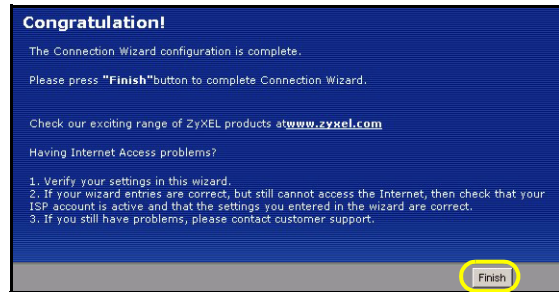 Congratulation!
The Connection Wizard configuration is complete.
Please press "Finish"button to complete Connection Wizard.
Check our exciting range of ZyXEL products atwww.zyxel.com
Having Internet Access problems?
1. Verify your settings in this wizard.
2. If your wizard entries are correct, but still cannot access the Internet, then check that your
ISP account is active and that the settings you entered in the wizard are correct.
3. If you still have problems, please contact customer support.
Finish